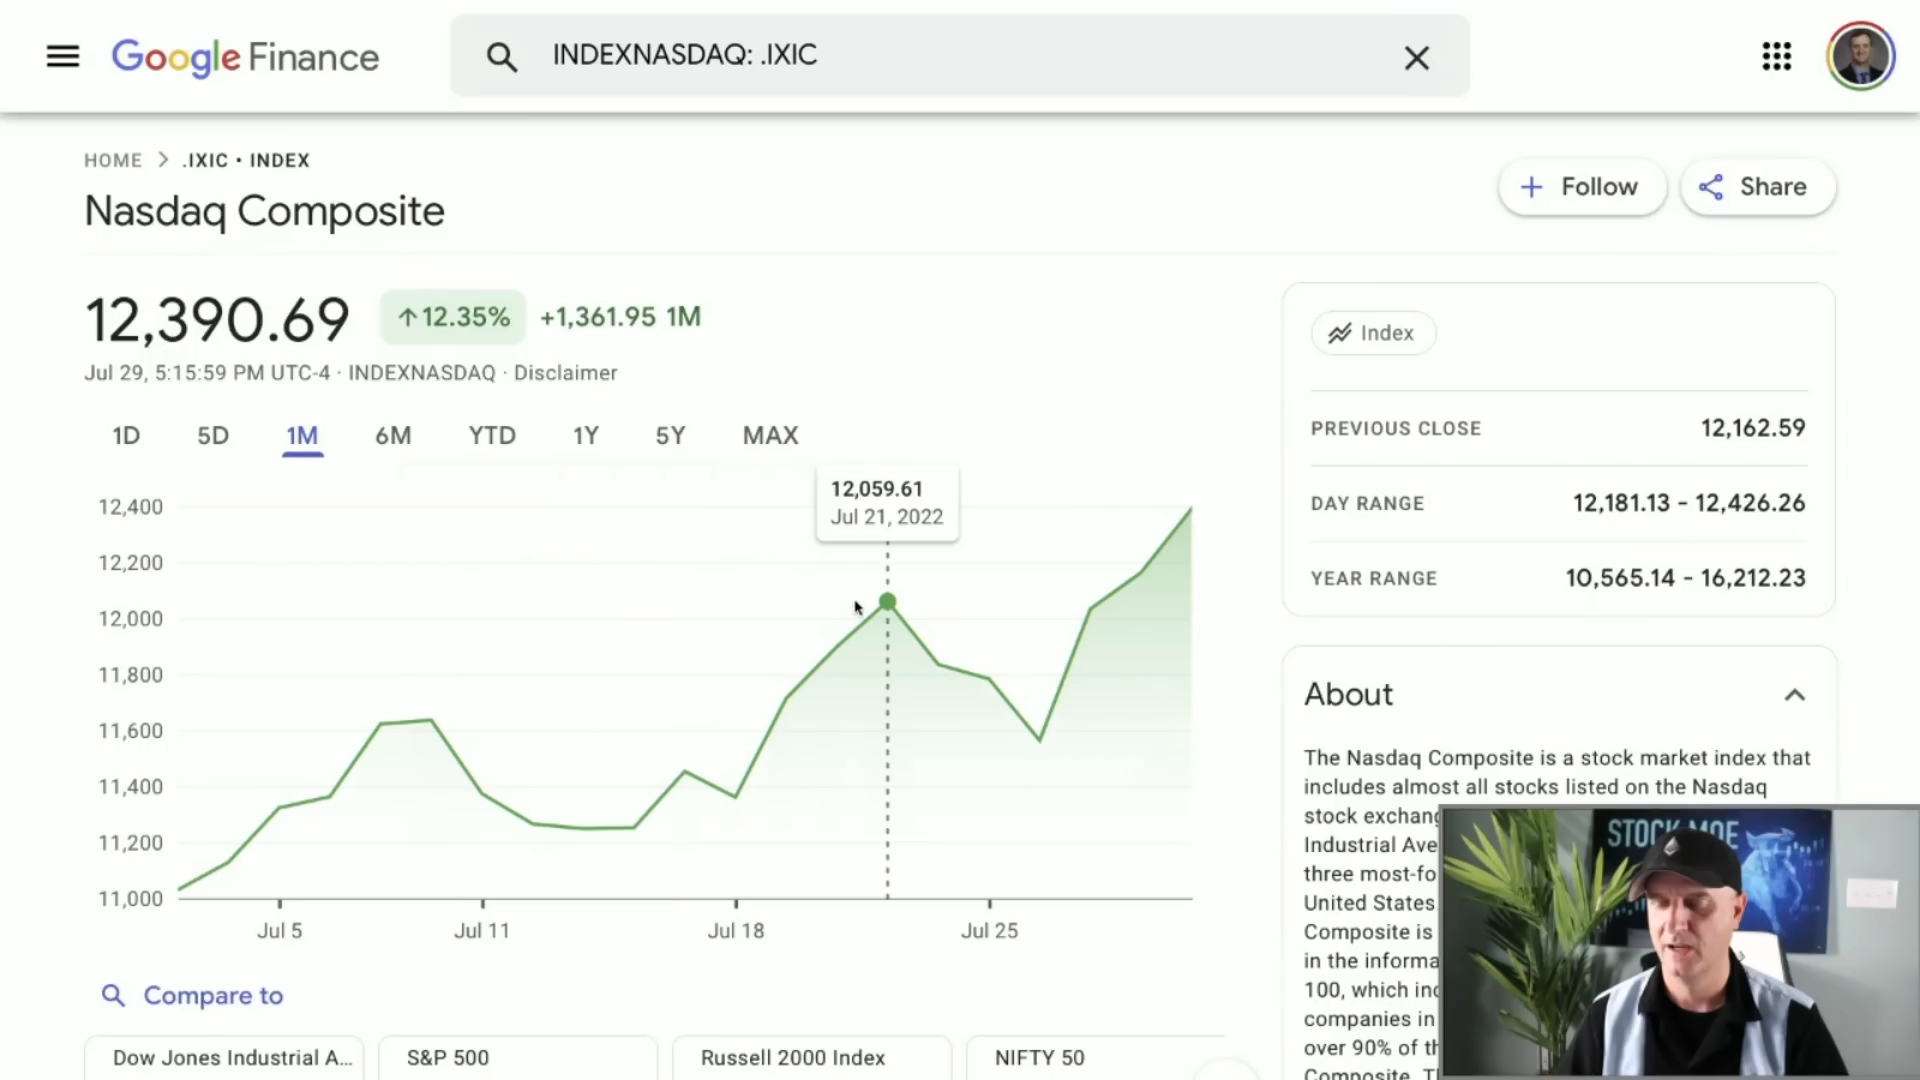 Google Finance
INDEXNASDAQ: .IXIC
HOME > .IXIC • INDEX
Nasdaq Composite
Follow
Share
12,390.69
↑12.35%
+1,361.95 1M
Jul 29, 5:15:59 PM UTC-4 · INDEXNASDAQ · Disclaimer
1D 5D 1M 6M YTD 1Y 5Y MAX
12,059.61
Jul 21, 2022
12,400
12,200
12,000
11,800
11,600
11,400
11,200
11,000
Jul 5 Jul 11 Jul 18 Jul 25
Compare to
Dow Jones Industrial A...
S&P 500
Russell 2000 Index
NIFTY 50
Index
PREVIOUS CLOSE 12,162.59
DAY RANGE 12,181.13 - 12,426.26
YEAR RANGE 10,565.14 - 16,212.23
About
The Nasdaq Composite is a stock market index that
includes almost all stocks listed on the Nasdaq
stock exchang
Industrial Ave
three most-fo
United States
Composite is
in the informa
100, which inc
companies in
over 90% of th
Composite. T
STOCK MOE